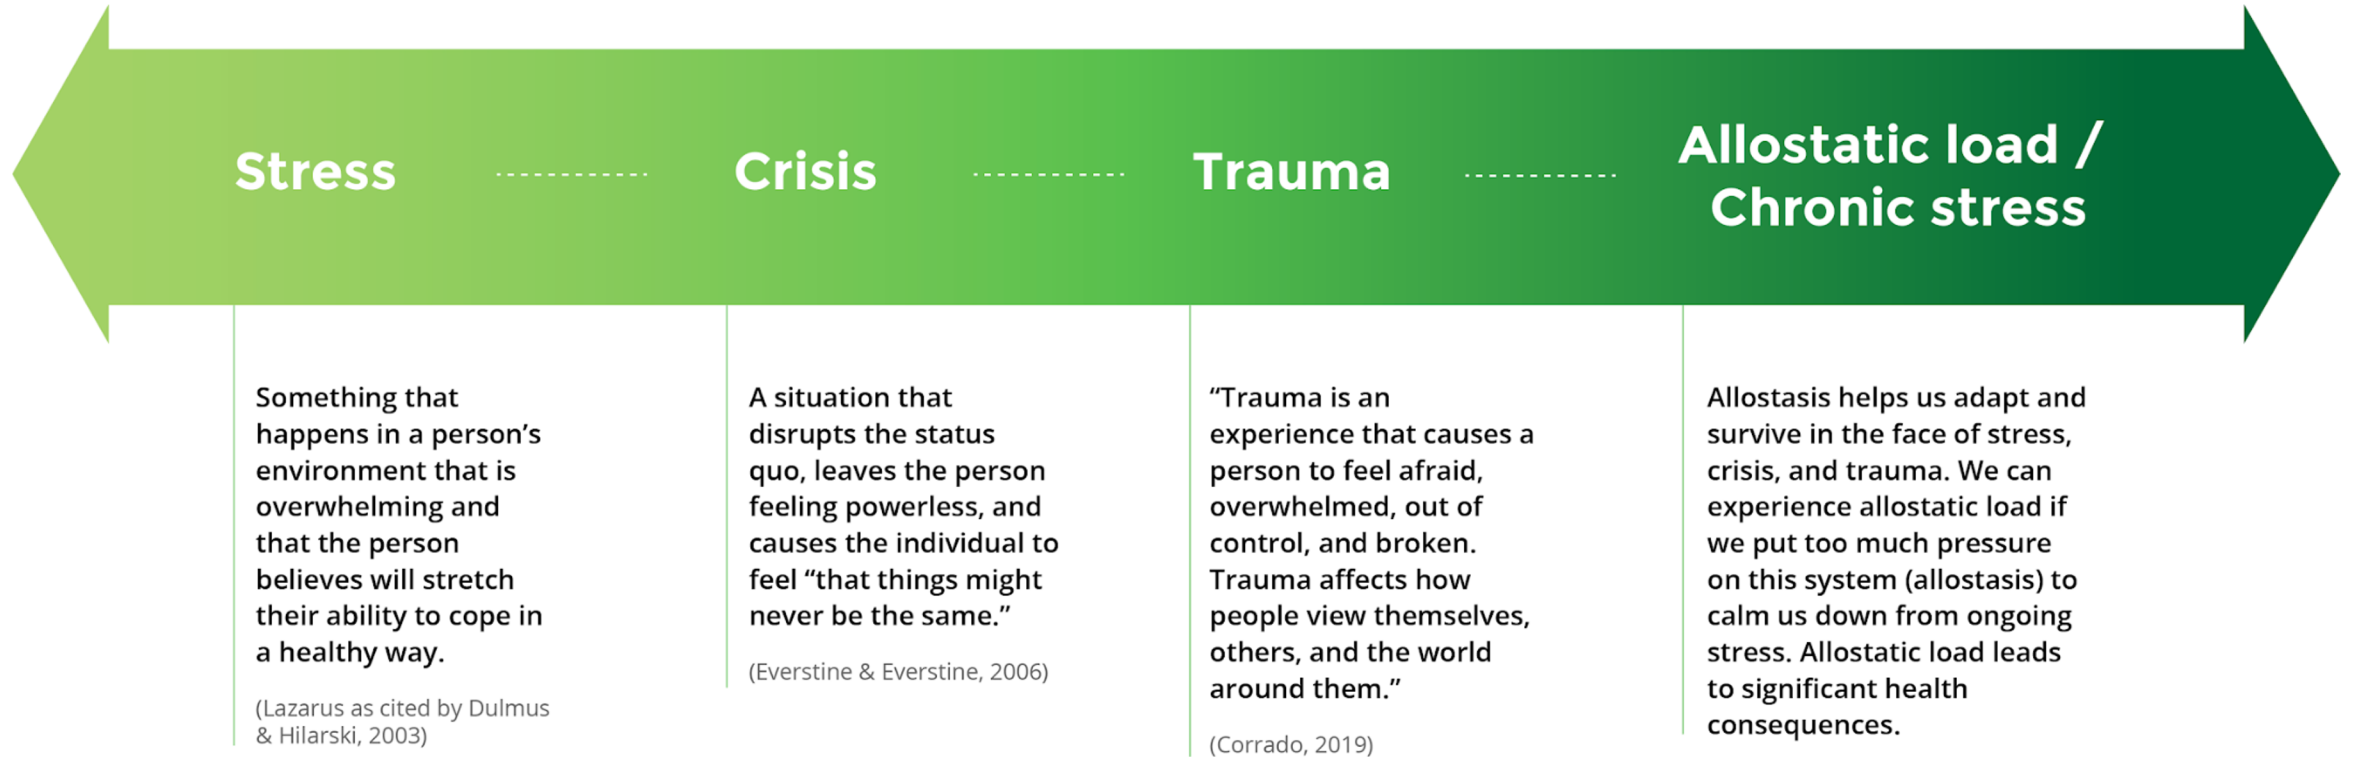 Stress
Crisis
Trauma
Allostatic load /
Chronic stress
Something that
happens in a person’s
environment that is
overwhelming and
that the person
believes will stretch
their ability to cope in
a healthy way.
(Lazarus as cited by Dulmus
& Hilarski, 2003)
A situation that
disrupts the status
quo, leaves the person
feeling powerless, and
causes the individual to
feel “that things might
never be the same.”
(Everstine & Everstine, 2006)
“Trauma is an
experience that causes a
person to feel afraid,
overwhelmed, out of
control, and broken.
Trauma affects how
people view themselves,
others, and the world
around them.”
(Corrado, 2019)
Allostasis helps us adapt and
survive in the face of stress,
crisis, and trauma. We can
experience allostatic load if
we put too much pressure
on this system (allostasis) to
calm us down from ongoing
stress. Allostatic load leads
to significant health
consequences.